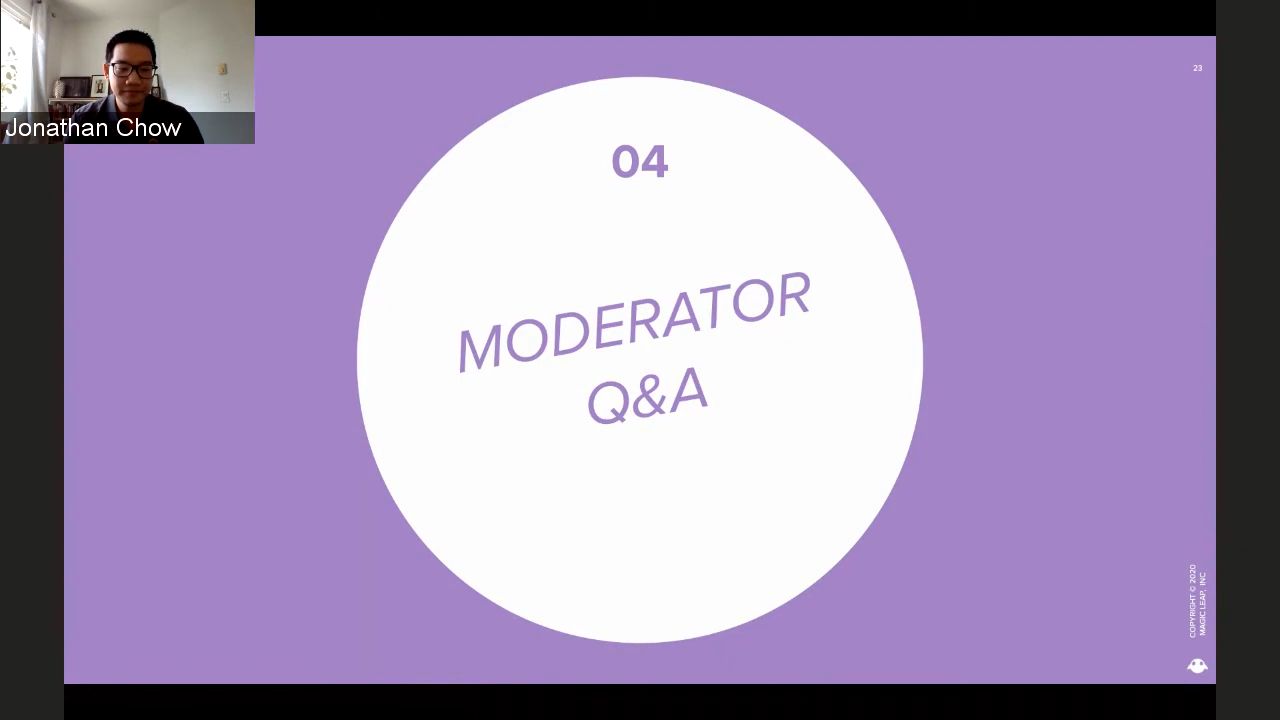 Jonathan Chow
23
04
MODERATOR
Q&A
COPYRIGHT © 2020
MAGIC LEAP, INC